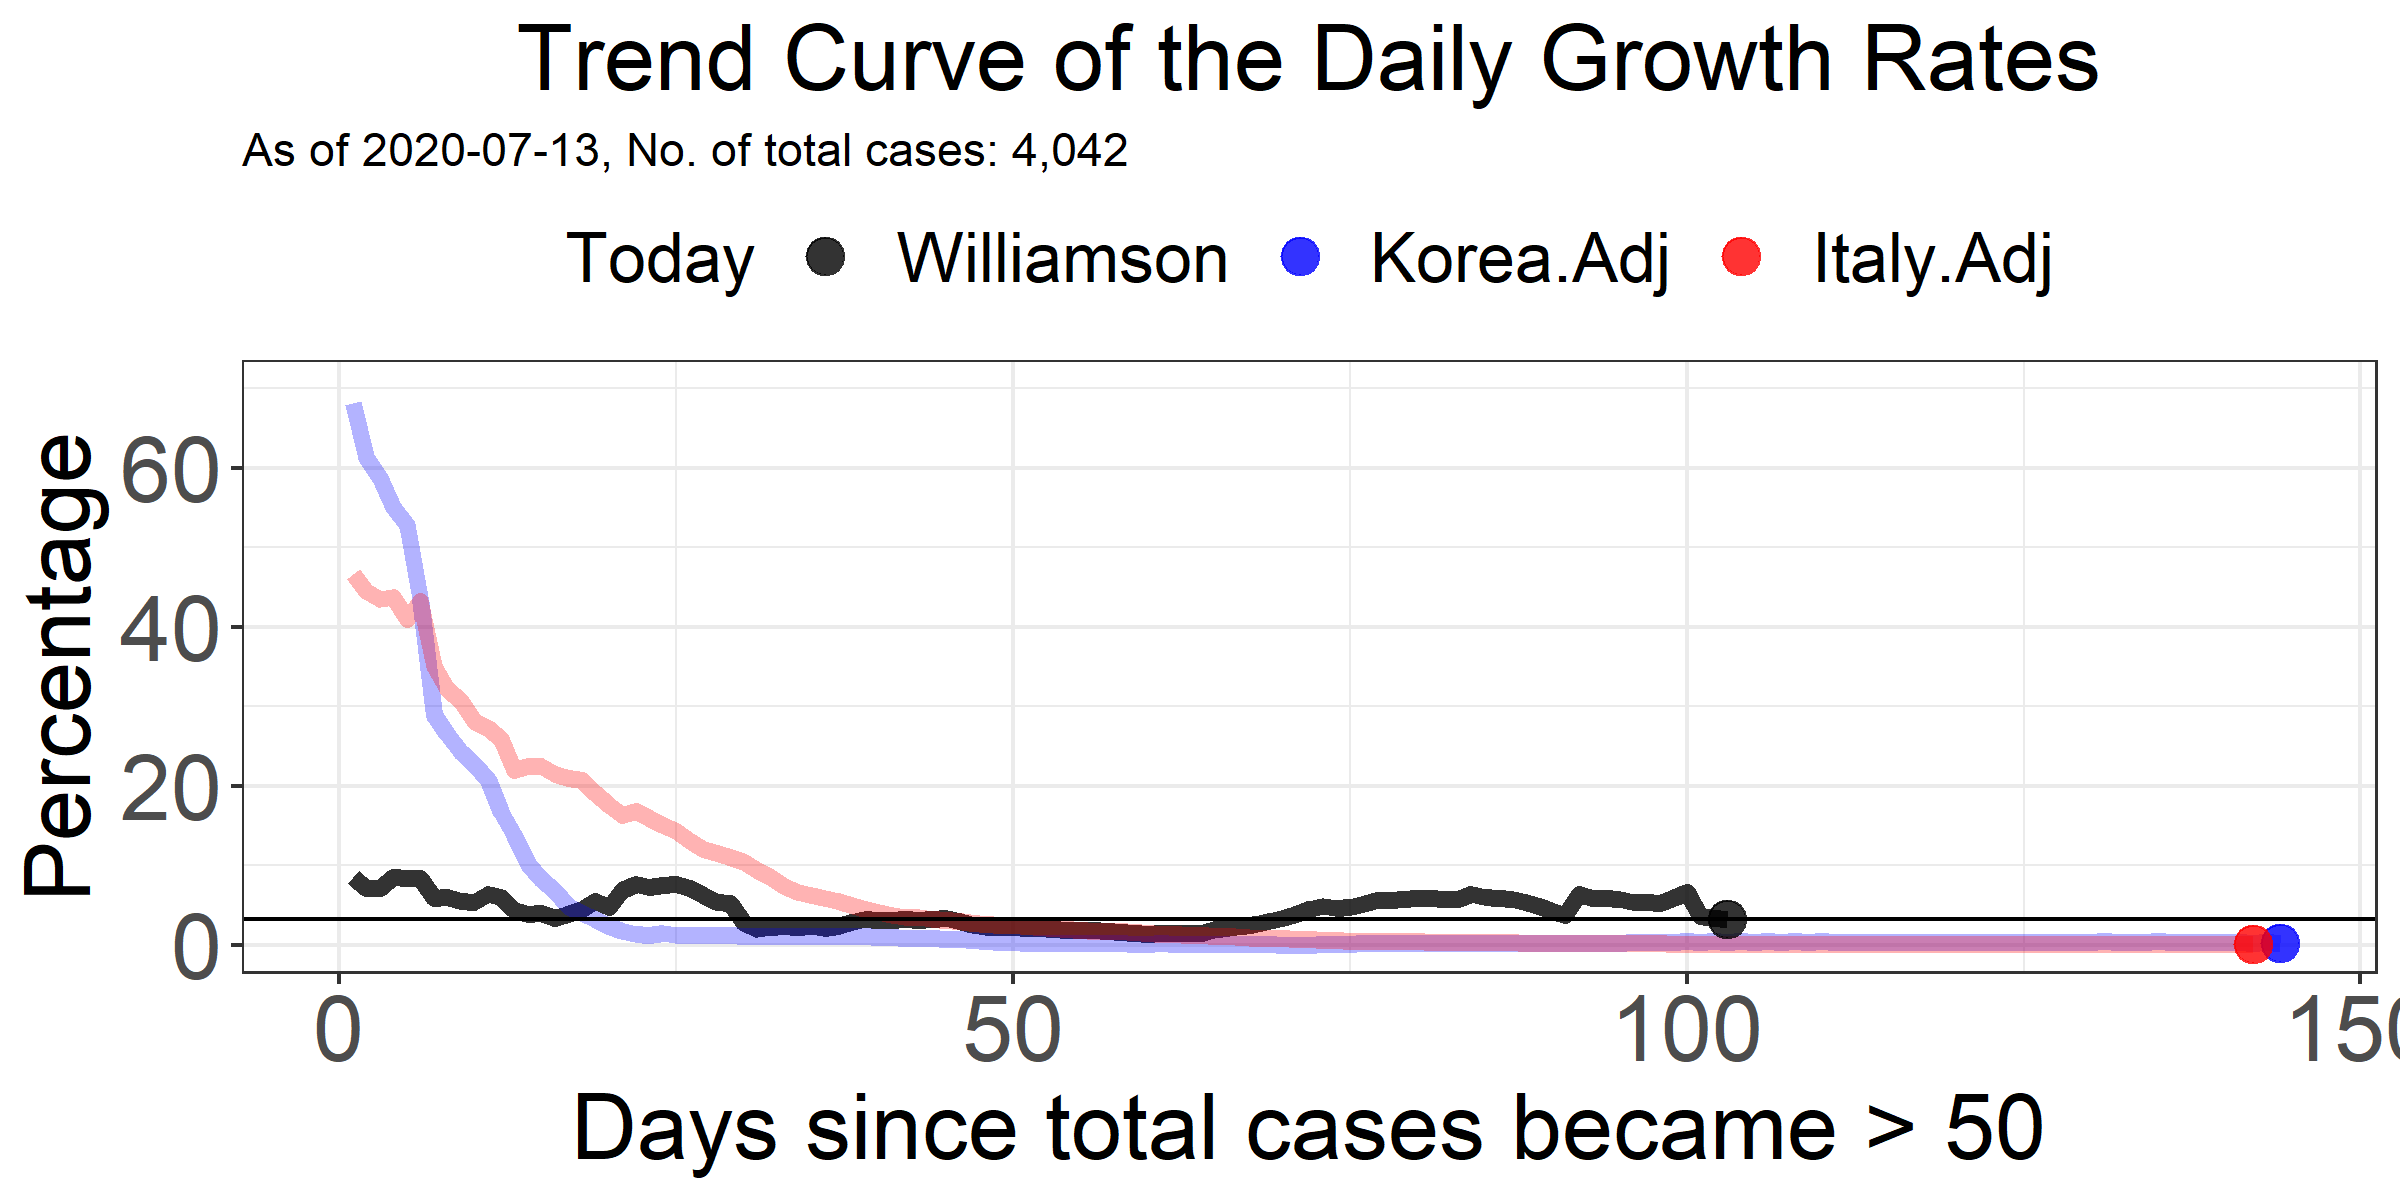 Trend Curve of the Daily Growth Rates
As of 2020-07-13, No. of total cases: 4,042
Today Williamson Korea.Adj Italy.Adj
Percentage
60
40
20
0
0 50 100 150
Days since total cases became > 50